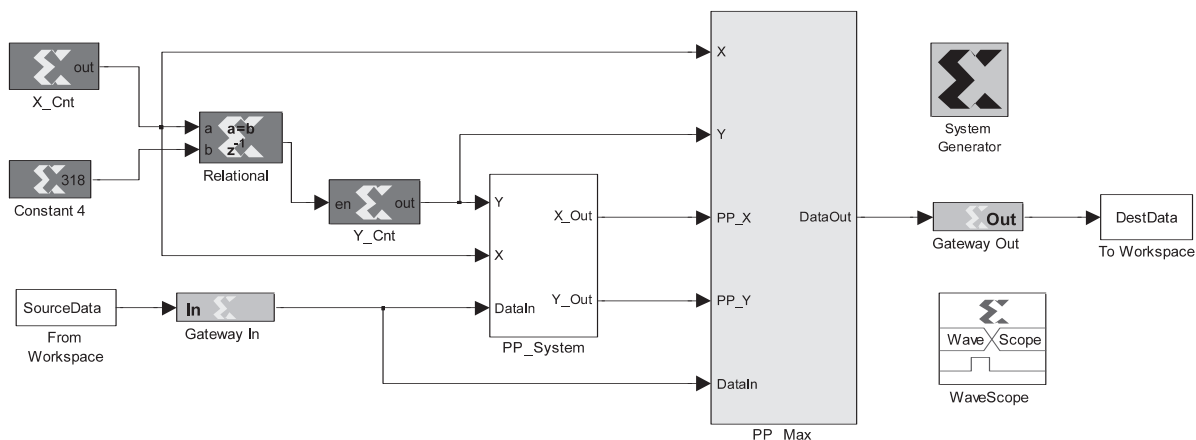 out
X_Cnt
318
Constant 4
a
a=b
b
z-1
Relational
en
out
Y_Cnt
SourceData
From
Workspace
In
Gateway In
Y
X_Out
X
Y_Out
DataIn
PP_System
X
Y
PP_X
DataOut
PP_Y
DataIn
PP_Max
System
Generator
Out
Gateway Out
DestData
To Workspace
Wave
Scope
WaveScope